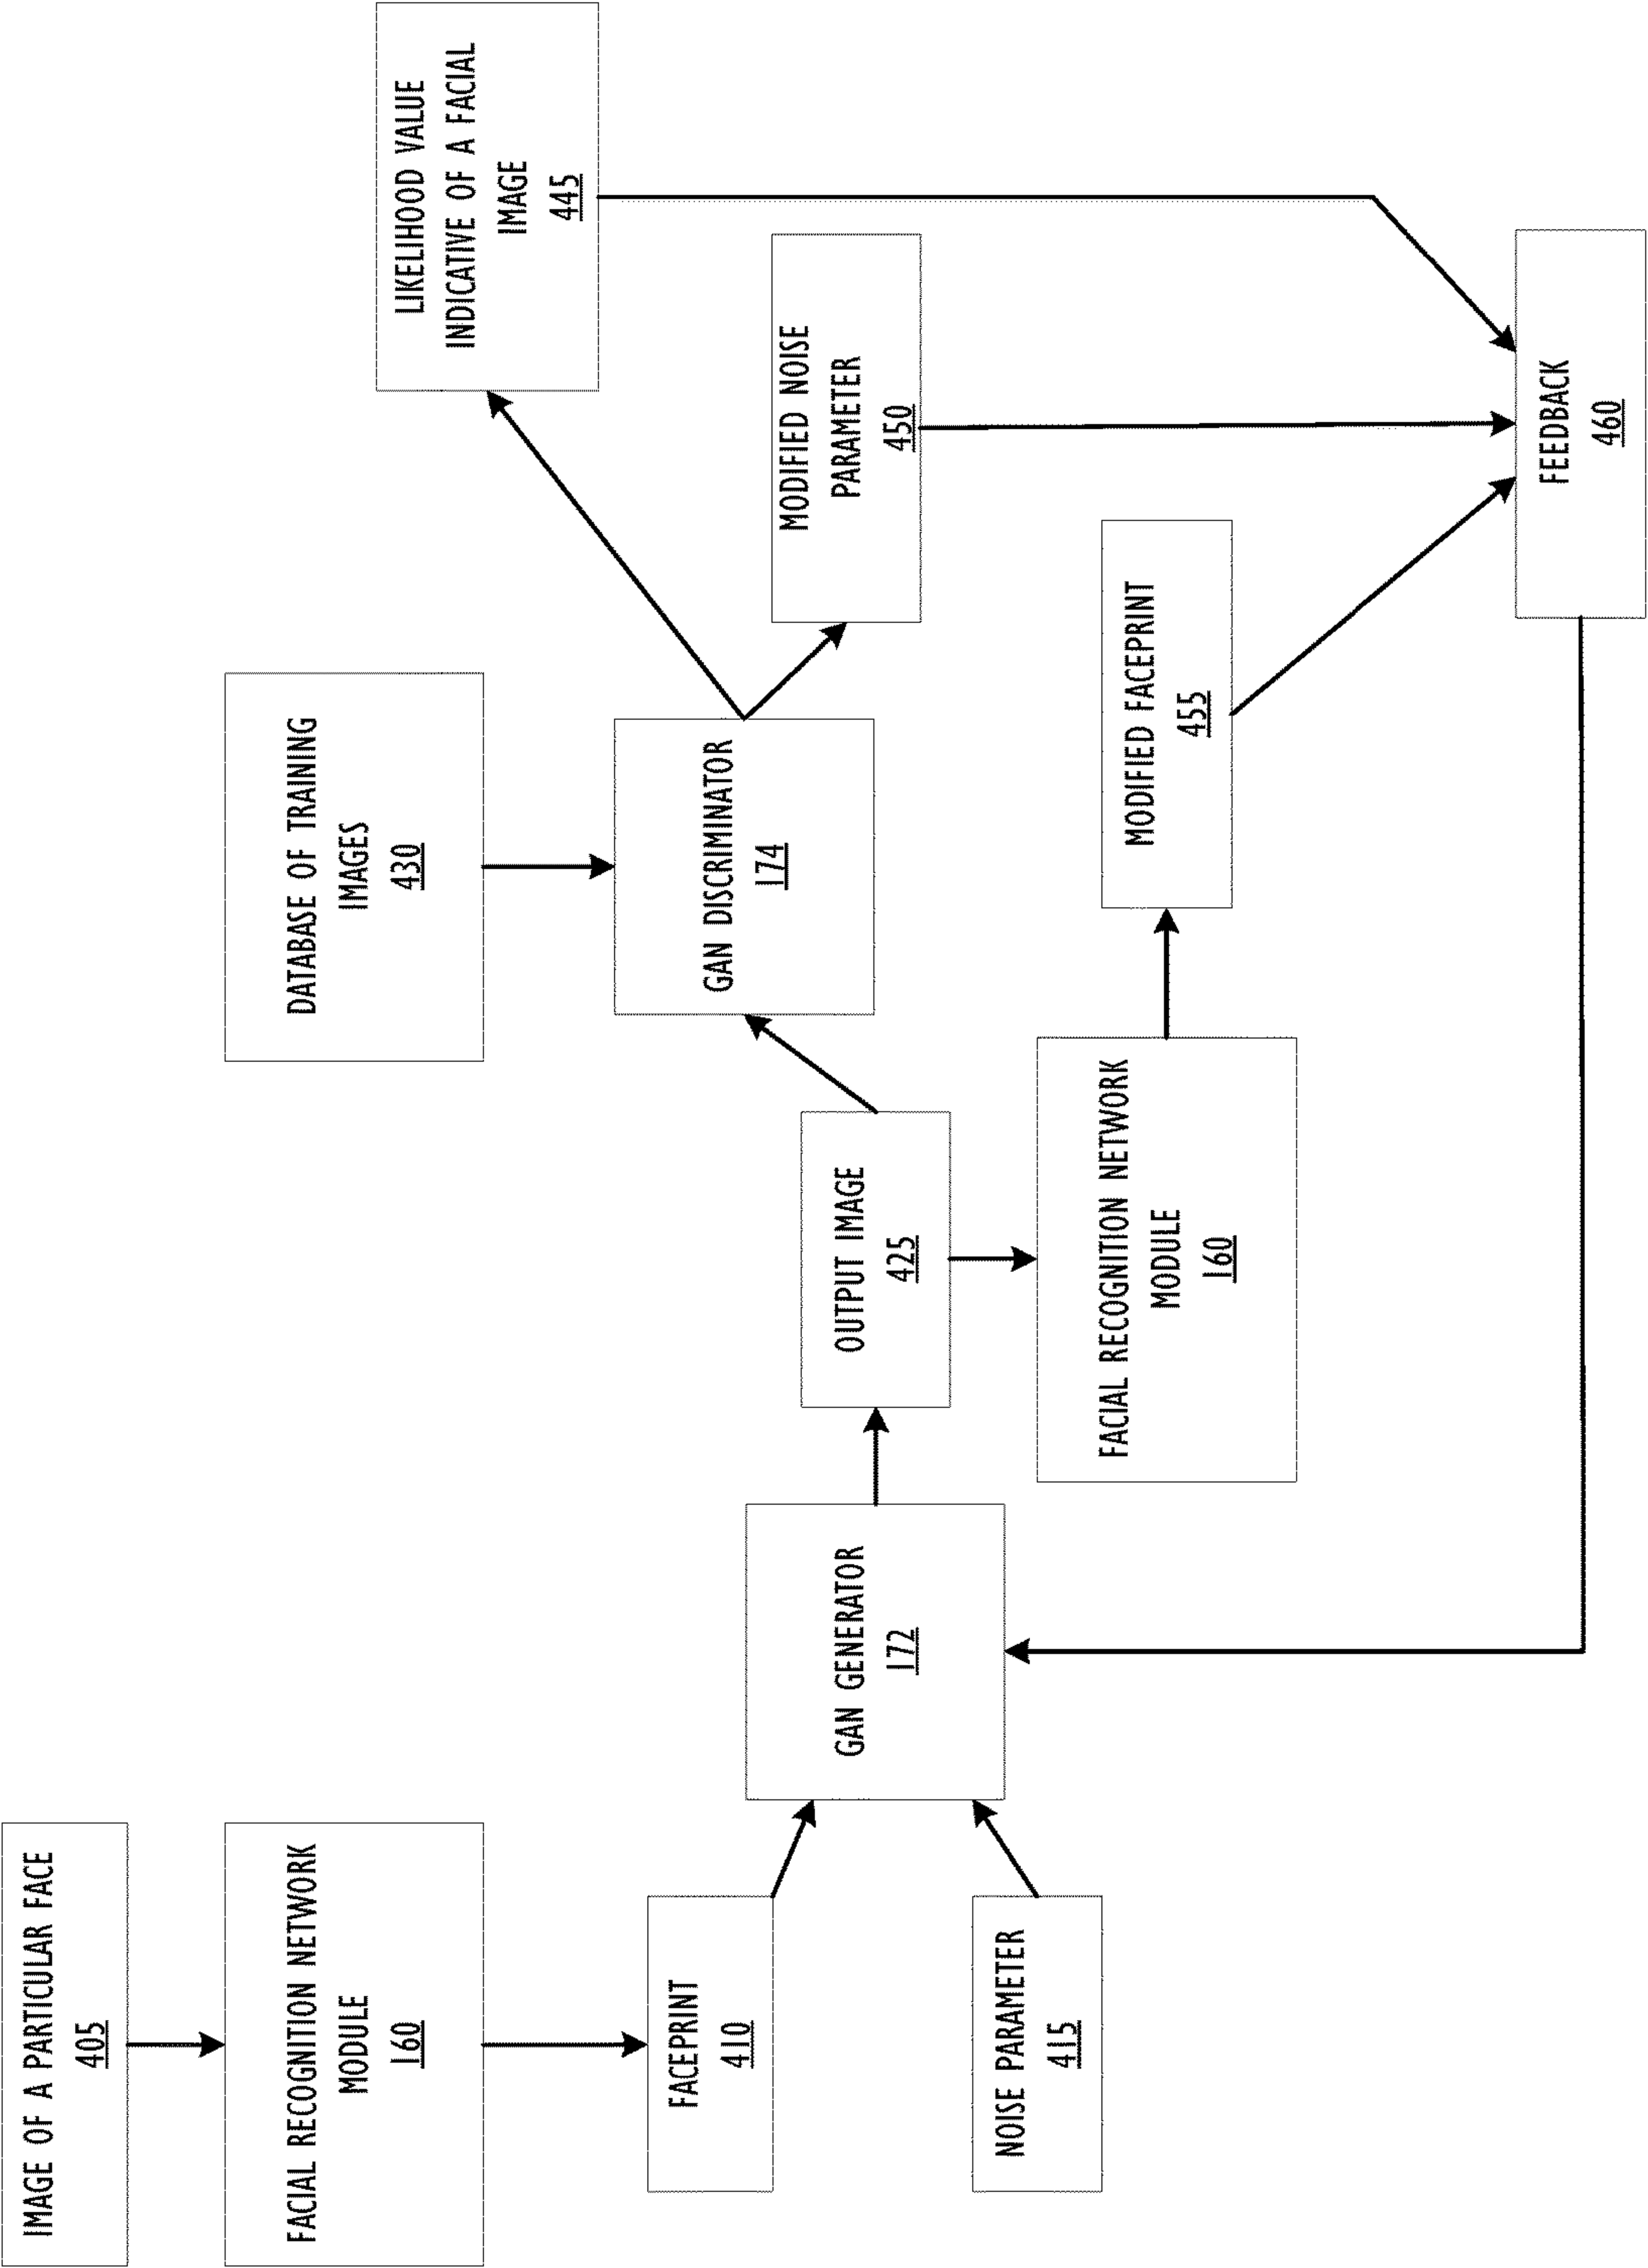 IMAGE OF A PARTICULAR FACE
405
FACIAL RECOGNITION NETWORK
MODULE
160
FACEPRINT
410
NOISE PARAMETER
415
GAN GENERATOR
172
OUTPUT IMAGE
425
FACIAL RECOGNITION NETWORK
MODULE
160
DATABASE OF TRAINING
IMAGES
430
GAN DISCRIMINATOR
174
MODIFIED FACEPRINT
455
LIKELIHOOD VALUE
INDICATIVE OF A FACIAL
IMAGE
445
MODIFIED NOISE
PARAMETER
450
FEEDBACK
460